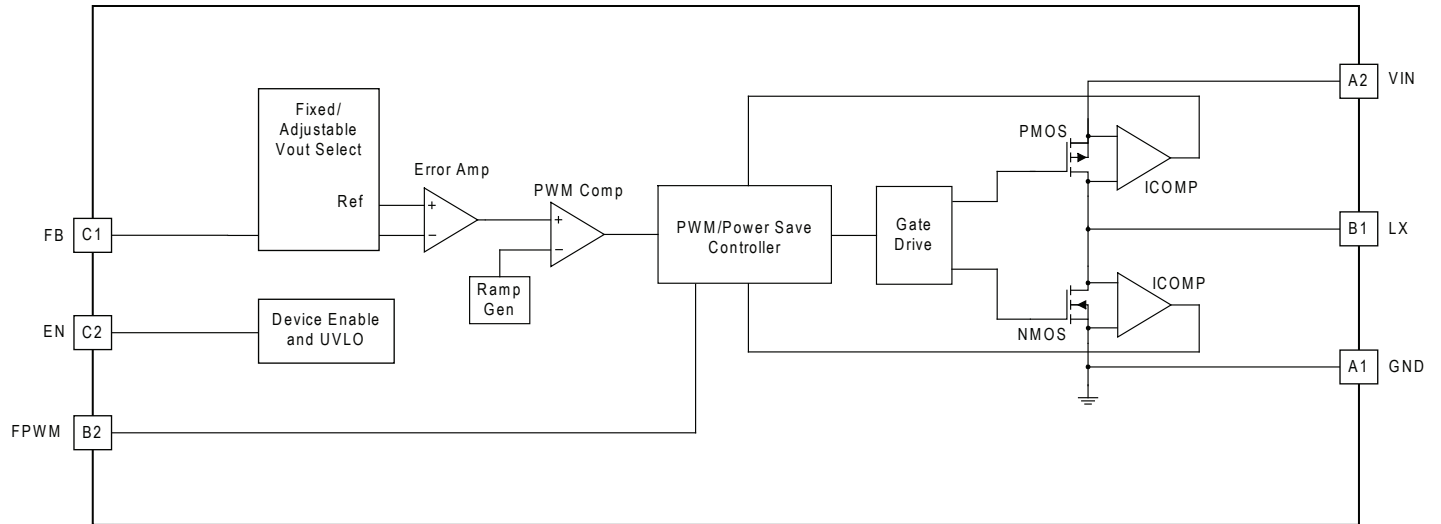 Fixed/
Adjustable
Vout Select
Ref
FB
C1
Error Amp
+
−
PWM Comp
+
−
Ramp
Gen
PWM/Power Save
Controller
Gate
Drive
PMOS
ICOMP
A2
VIN
B1
LX
ICOMP
NMOS
A1
GND
EN
C2
Device Enable
and UVLO
FPWM
B2